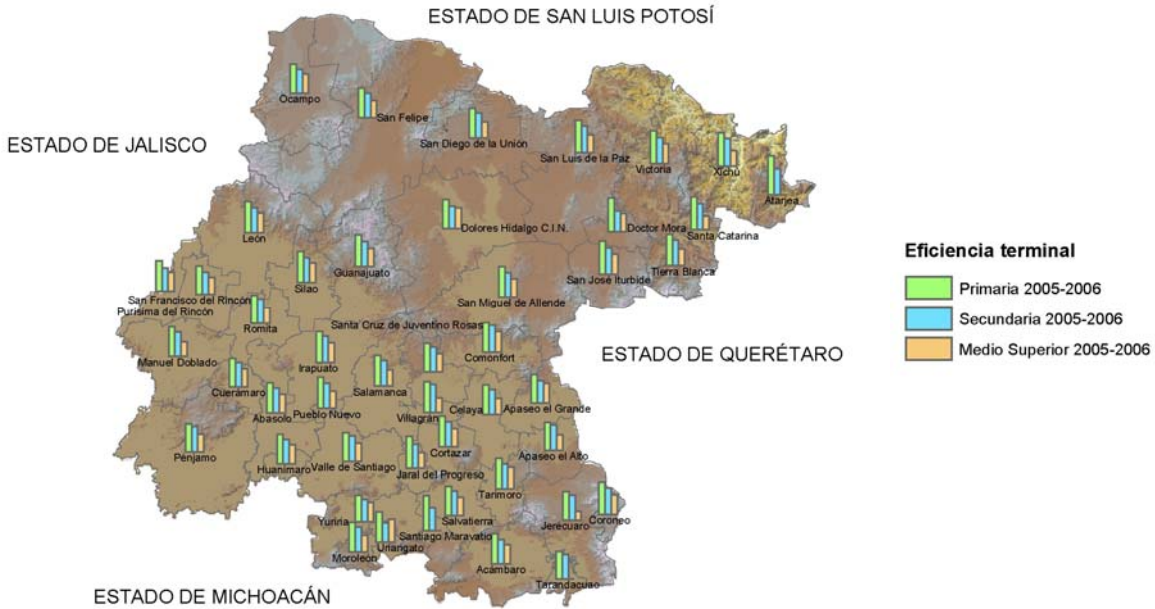 ESTADO DE SAN LUIS POTOSÍ
Ocampo
San Felipe
San Diego de la Unión
ESTADO DE JALISCO
San Luis de la Paz
Victoria
Xichú
Atarjea
León
Dolores Hidalgo C.I.N.
Doctor Mora
Santa Catarina
Guanajuato
Silao
San José Iturbide
Tierra Blanca
San Francisco del Rincón
Purísima del Rincón
San Miguel de Allende
Romita
Santa Cruz de Juventino Rosas
Manuel Doblado
Irapuato
Comonfort
ESTADO DE QUERÉTARO
Cuerámaro
Salamanca
Abasolo
Pueblo Nuevo
Villagrán
Celaya
Apaseo el Grande
Pénjamo
Huanímaro
Valle de Santiago
Cortazar
Jaral del Progreso
Apaseo el Alto
Tarimoro
Yuriria
Salvatierra
Santiago Maravatío
Jerécuaro
Coroneo
Uriangato
Moroleón
Acámbaro
Tarandacuao
ESTADO DE MICHOACÁN
Eficiencia terminal
Primaria 2005-2006
Secundaria 2005-2006
Medio Superior 2005-2006